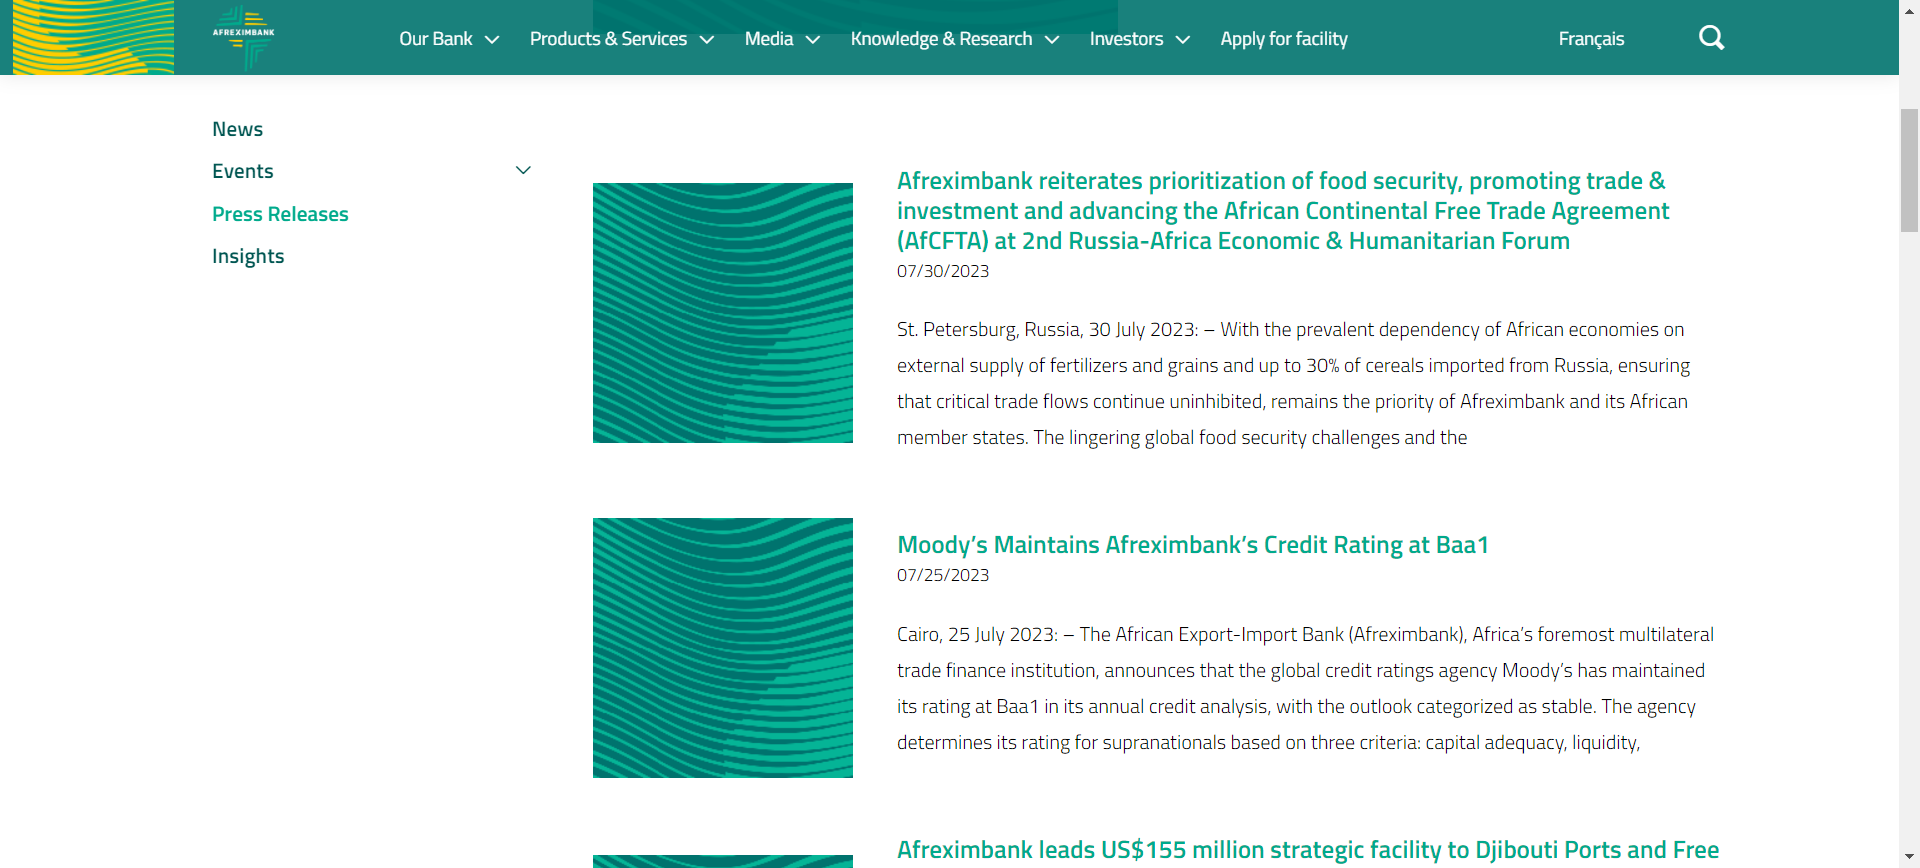 AFREXIMBANK
Our Bank
Products & Services
Media
Knowledge & Research
Investors
Apply for facility
Français
News
Events
Press Releases
Insights
Afreximbank reiterates prioritization of food security, promoting trade &
investment and advancing the African Continental Free Trade Agreement
(AfCFTA) at 2nd Russia-Africa Economic & Humanitarian Forum
07/30/2023
St. Petersburg, Russia, 30 July 2023: – With the prevalent dependency of African economies on
external supply of fertilizers and grains and up to 30% of cereals imported from Russia, ensuring
that critical trade flows continue uninhibited, remains the priority of Afreximbank and its African
member states. The lingering global food security challenges and the
Moody’s Maintains Afreximbank’s Credit Rating at Baa1
07/25/2023
Cairo, 25 July 2023: – The African Export-Import Bank (Afreximbank), Africa’s foremost multilateral
trade finance institution, announces that the global credit ratings agency Moody’s has maintained
its rating at Baa1 in its annual credit analysis, with the outlook categorized as stable. The agency
determines its rating for supranationals based on three criteria: capital adequacy, liquidity,
Afreximbank leads US$155 million strategic facility to Djibouti Ports and Free